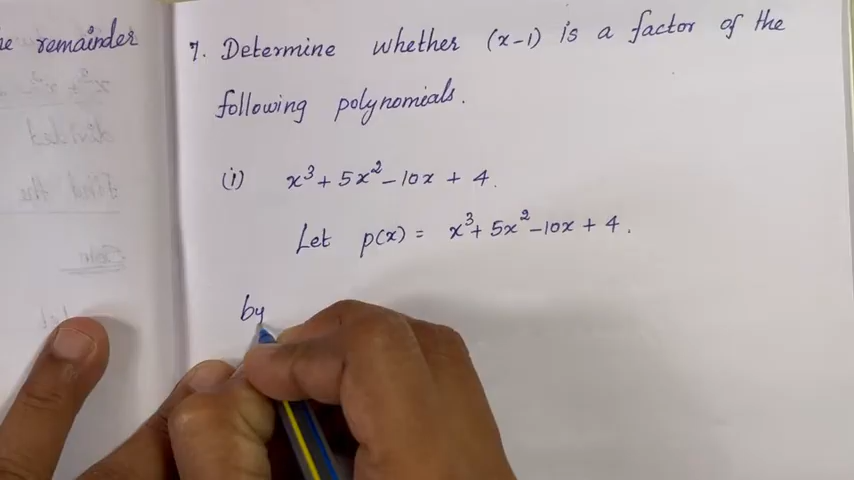 remainder
7. Determine whether (x-1) is a factor of the
following polynomials.
(i) x³ + 5x² - 10x + 4.
Let p(x) = x³ + 5x² - 10x + 4.
by